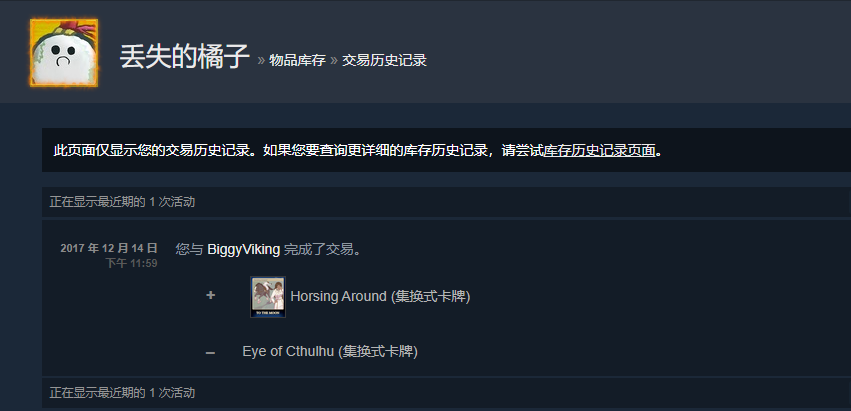 丢失的橘子 » 物品库存 » 交易历史记录
此页面仅显示您的交易历史记录。如果您要查询更详细的库存历史记录，请尝试库存历史记录页面。
正在显示最近期的 1 次活动
2017 年 12 月 14 日
下午 11:59
您与 BiggyViking 完成了交易。
+
TO THE MOON
Horsing Around (集换式卡牌)
– Eye of Cthulhu (集换式卡牌)
正在显示最近期的 1 次活动